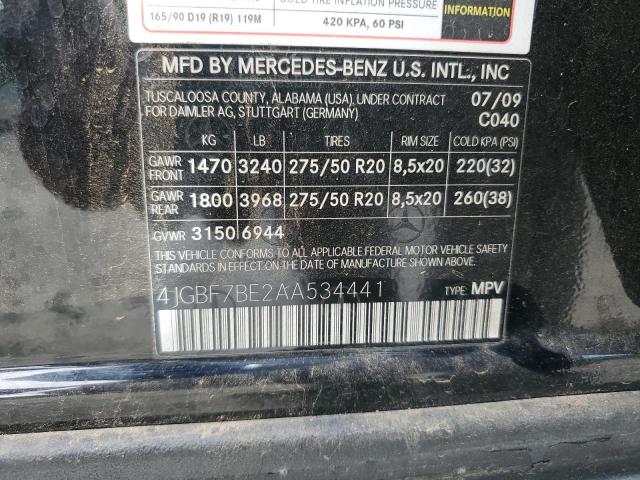 COLD TIRE INFLATION PRESSURE
165/90 D19 (R19) 119M 420 KPA, 60 PSI
INFORMATION
MFD BY MERCEDES-BENZ U.S. INTL., INC
TUSCALOOSA COUNTY, ALABAMA (USA), UNDER CONTRACT 07/09
FOR DAIMLER AG, STUTTGART (GERMANY) C040
KG LB TIRES RIM SIZE COLD KPA (PSI)
GAWR FRONT 1470 3240 275/50 R20 8,5x20 220(32)
GAWR REAR 1800 3968 275/50 R20 8,5x20 260(38)
GVWR 3150 6944
THIS VEHICLE CONFORMS TO ALL APPLICABLE FEDERAL MOTOR VEHICLE SAFETY
STANDARDS IN EFFECT ON THE DATE OF MANUFACTURE SHOWN ABOVE.
4JGBF7BE2AA534441 TYPE: MPV